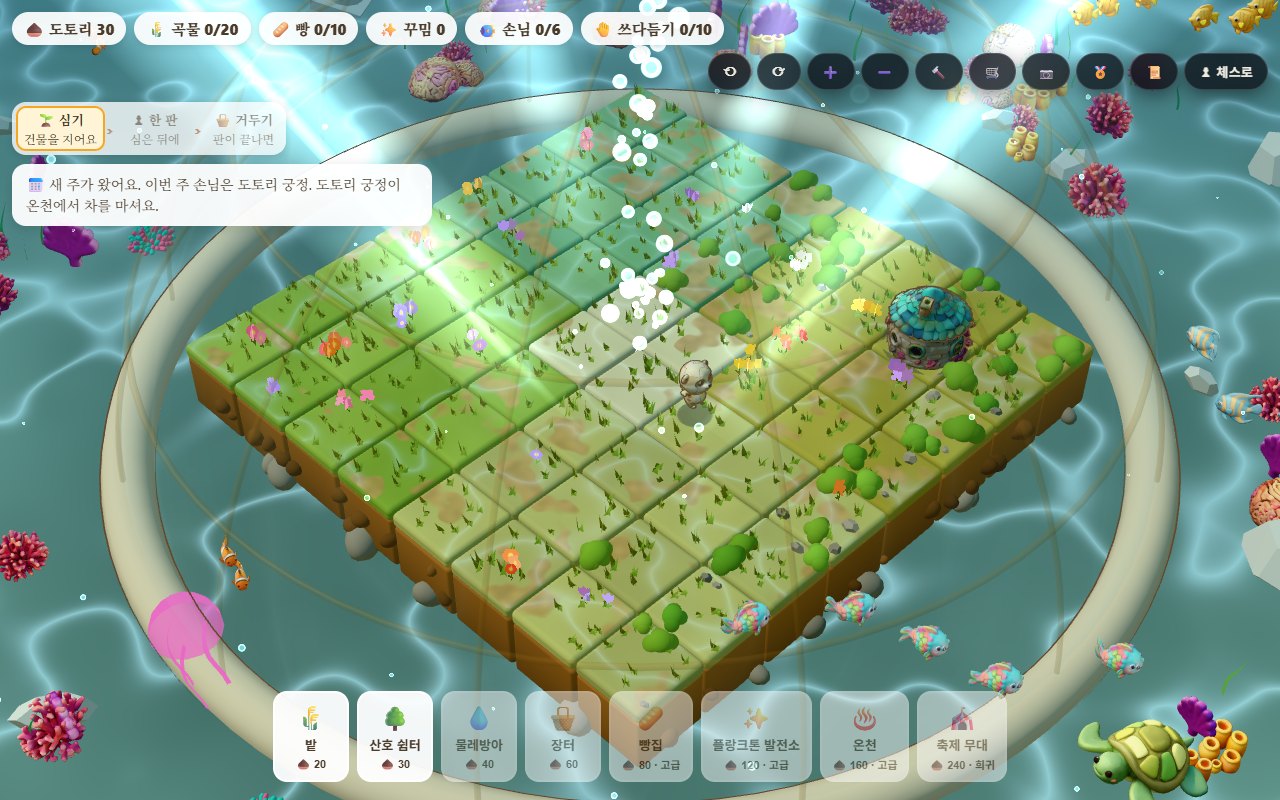 도토리 30
곡물 0/20
빵 0/10
꾸밈 0
손님 0/6
쓰다듬기 0/10
체스로
심기
건물을 지어요
한 판
심은 뒤에
거두기
판이 끝나면
새 주가 왔어요. 이번 주 손님은 도토리 궁정. 도토리 궁정이
온천에서 차를 마셔요.
밭
20
산호 쉼터
30
물레방아
40
장터
60
빵집
80 · 고급
플랑크톤 발전소
120 · 고급
온천
160 · 고급
축제 무대
240 · 희귀